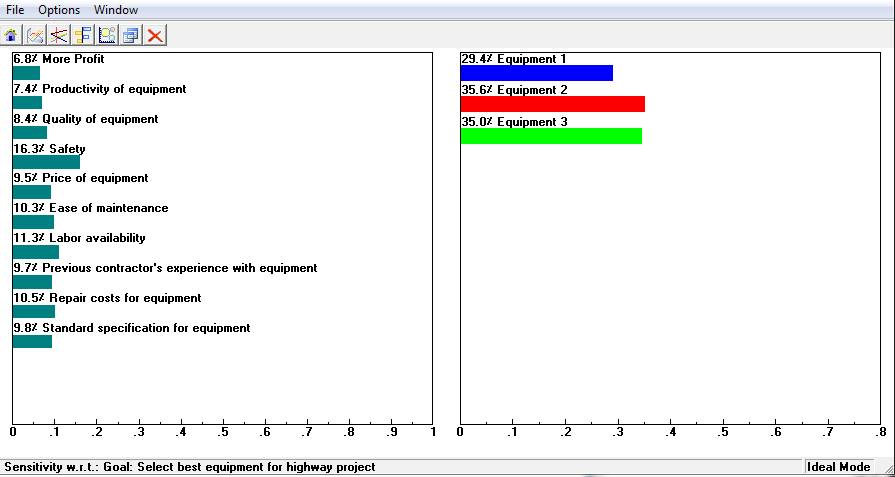 File Options Window
6.8% More Profit
7.4% Productivity of equipment
8.4% Quality of equipment
16.3% Safety
9.5% Price of equipment
10.3% Ease of maintenance
11.3% Labor availability
9.7% Previous contractor's experience with equipment
10.5% Repair costs for equipment
9.8% Standard specification for equipment
0 .1 .2 .3 .4 .5 .6 .7 .8 .9 1
29.4% Equipment 1
35.6% Equipment 2
35.0% Equipment 3
0 .1 .2 .3 .4 .5 .6 .7 .8
Sensitivity w.r.t.: Goal: Select best equipment for highway project
Ideal Mode